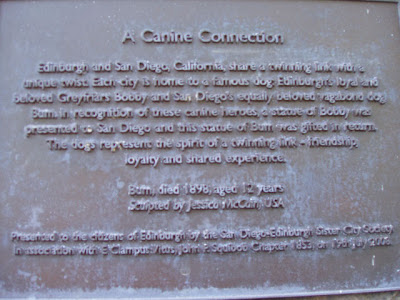 A Canine Connection
Edinburgh and San Diego, California, share a twinning link with a
unique twist. Each city is home to a famous dog. Edinburgh's loyal and
beloved Greyfriars Bobby and San Diego's equally beloved vagabond dog
Bum. In recognition of these canine heroes, a statue of Bobby was
presented to San Diego and this statue of Bum was gifted in return.
The dogs represent the spirit of a twinning link - friendship,
loyalty and shared experience.
Bum died 1898, aged 12 years
Sculpted by Jessica McCain, USA
Presented to the citizens of Edinburgh by the San Diego-Edinburgh Sister City Society
in association with E Clampus Vitus, John P. Squibob Chapter 1853, on 19th July 2008.